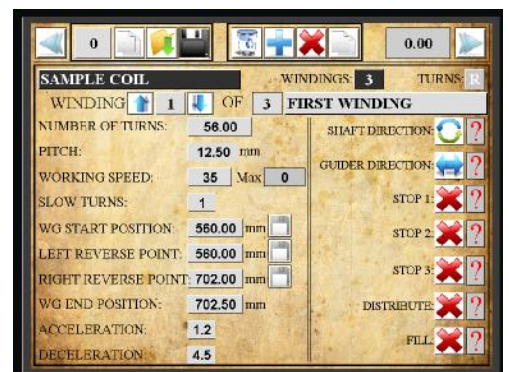 0 0.00
SAMPLE COIL WINDINGS: 3 TURNS: R
WINDING 1 OF 3 FIRST WINDING
NUMBER OF TURNS: 56.00 SHAFT DIRECTION: ?
PITCH: 12.50 mm GUIDER DIRECTION: ?
WORKING SPEED: 35 Max 0 STOP 1: ?
SLOW TURNS: 1 STOP 2: ?
WG START POSITION: 560.00 mm
LEFT REVERSE POINT: 560.00 mm STOP 3: ?
RIGHT REVERSE POINT: 702.00 mm
WG END POSITION: 702.50 mm DISTRIBUTE: ?
ACCELERATION: 1.2 FILL: ?
DECELERATION: 4.5